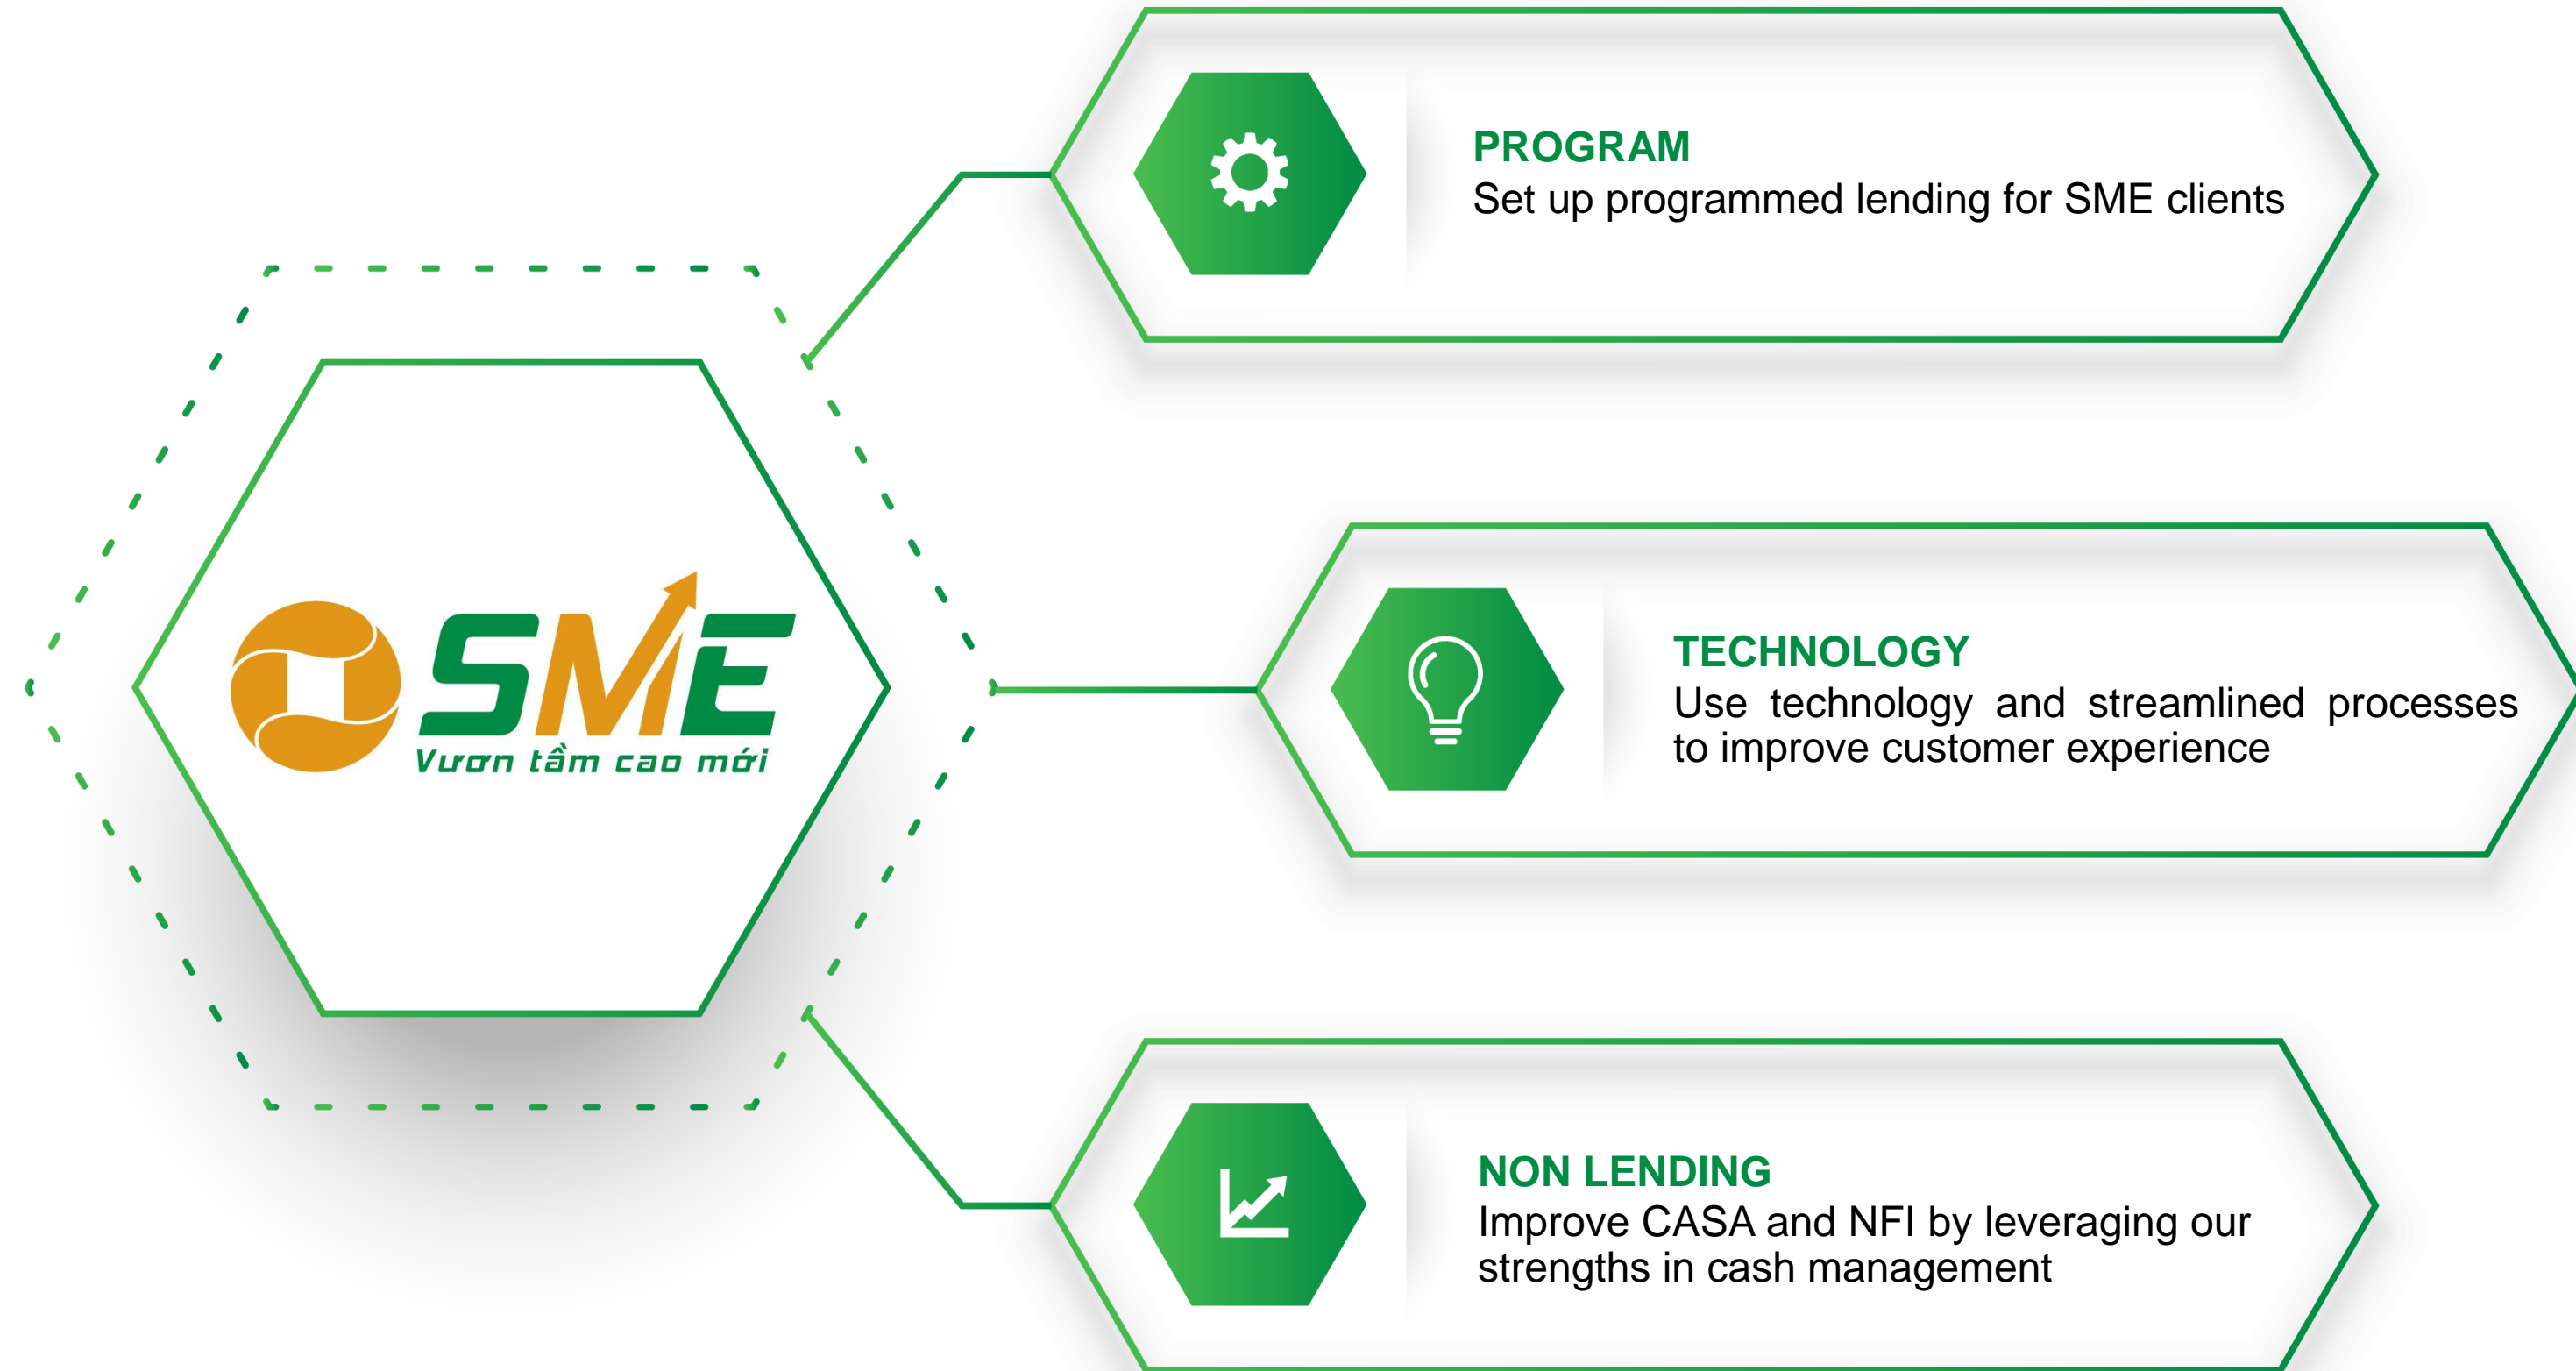 PROGRAM
Set up programmed lending for SME clients
SME
Vươn tầm cao mới
TECHNOLOGY
Use technology and streamlined processes
to improve customer experience
NON LENDING
Improve CASA and NFI by leveraging our
strengths in cash management